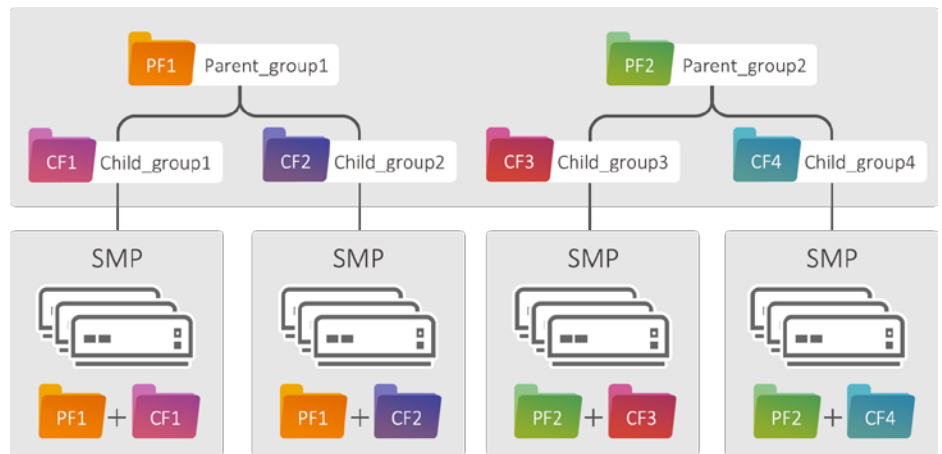 PF1 Parent_group1
PF2 Parent_group2
CF1 Child_group1
CF2 Child_group2
CF3 Child_group3
CF4 Child_group4
SMP
SMP
SMP
SMP
PF1 + CF1
PF1 + CF2
PF2 + CF3
PF2 + CF4